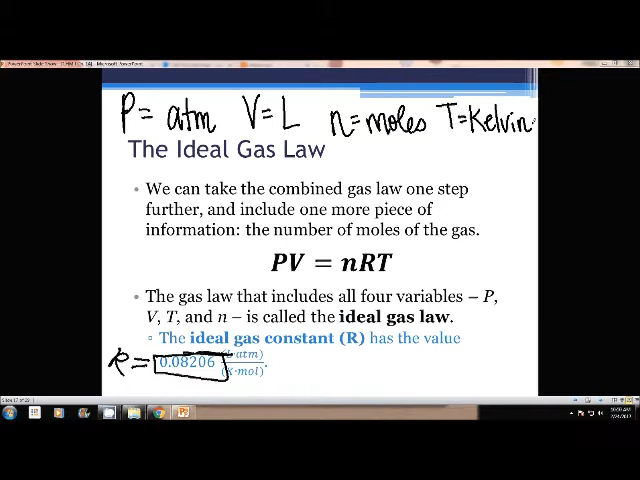 P = atm V = L n = moles T = Kelvin
The Ideal Gas Law
• We can take the combined gas law one step
further, and include one more piece of
information: the number of moles of the gas.
PV = nRT
• The gas law that includes all four variables – P,
V, T, and n – is called the ideal gas law.
▫ The ideal gas constant (R) has the value
R = 0.08206 (L·atm)/(K·mol).